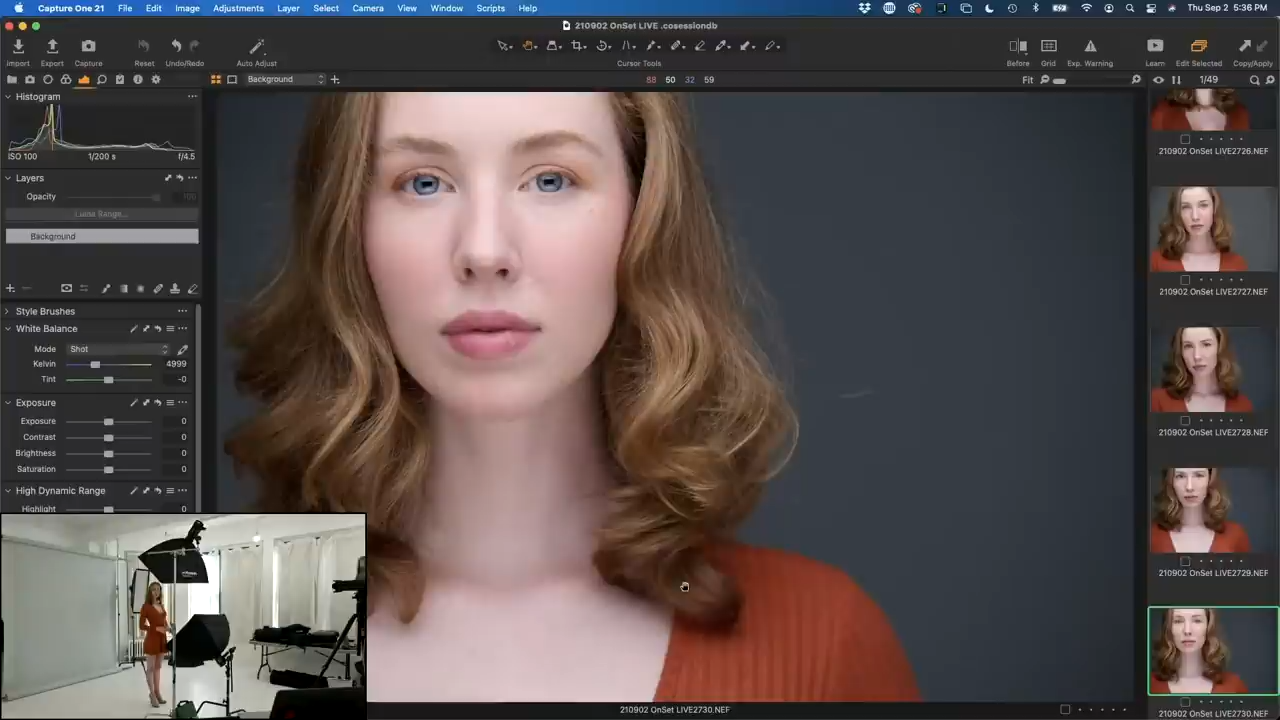 Capture One 21 File Edit Image Adjustments Layer Select Camera View Window Scripts Help Thu Sep 2 5:36 PM
210902 OnSet LIVE .cosessiondb
Import Export Capture Reset Undo/Redo Auto Adjust Cursor Tools Before Grid Exp. Warning Learn Edit Selected Copy/Apply
Background 88 60 32 59 Fit 1/49
Histogram
ISO 100 1/200 s f/4.5
Layers
Opacity 100
Luma Range...
Background
Style Brushes
White Balance
Mode Shot
Kelvin 4999
Tint -0
Exposure
Exposure 0
Contrast 0
Brightness 0
Saturation 0
High Dynamic Range
Highlight 0
210902 OnSet LIVE2730.NEF
210902 OnSet LIVE2726.NEF
210902 OnSet LIVE2727.NEF
210902 OnSet LIVE2728.NEF
210902 OnSet LIVE2729.NEF
210902 OnSet LIVE2730.NEF